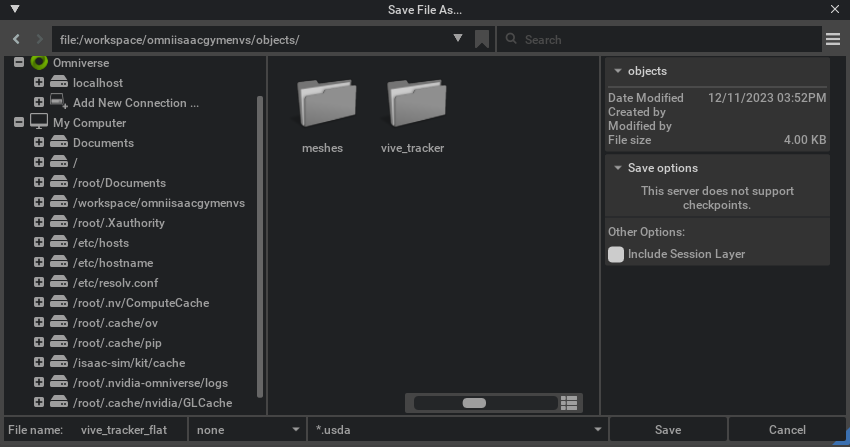 Save File As...
file:/workspace/omniisaacgymenvs/objects/
Search
Omniverse
localhost
Add New Connection ...
My Computer
Documents
/
/root/Documents
/workspace/omniisaacgymenvs
/root/.Xauthority
/etc/hosts
/etc/hostname
/etc/resolv.conf
/root/.nv/ComputeCache
/root/.cache/ov
/root/.cache/pip
/isaac-sim/kit/cache
/root/.nvidia-omniverse/logs
/root/.cache/nvidia/GLCache
meshes
vive_tracker
objects
Date Modified 12/11/2023 03:52PM
Created by
Modified by
File size 4.00 KB
Save options
This server does not support
checkpoints.
Other Options:
Include Session Layer
File name: vive_tracker_flat none *.usda Save Cancel